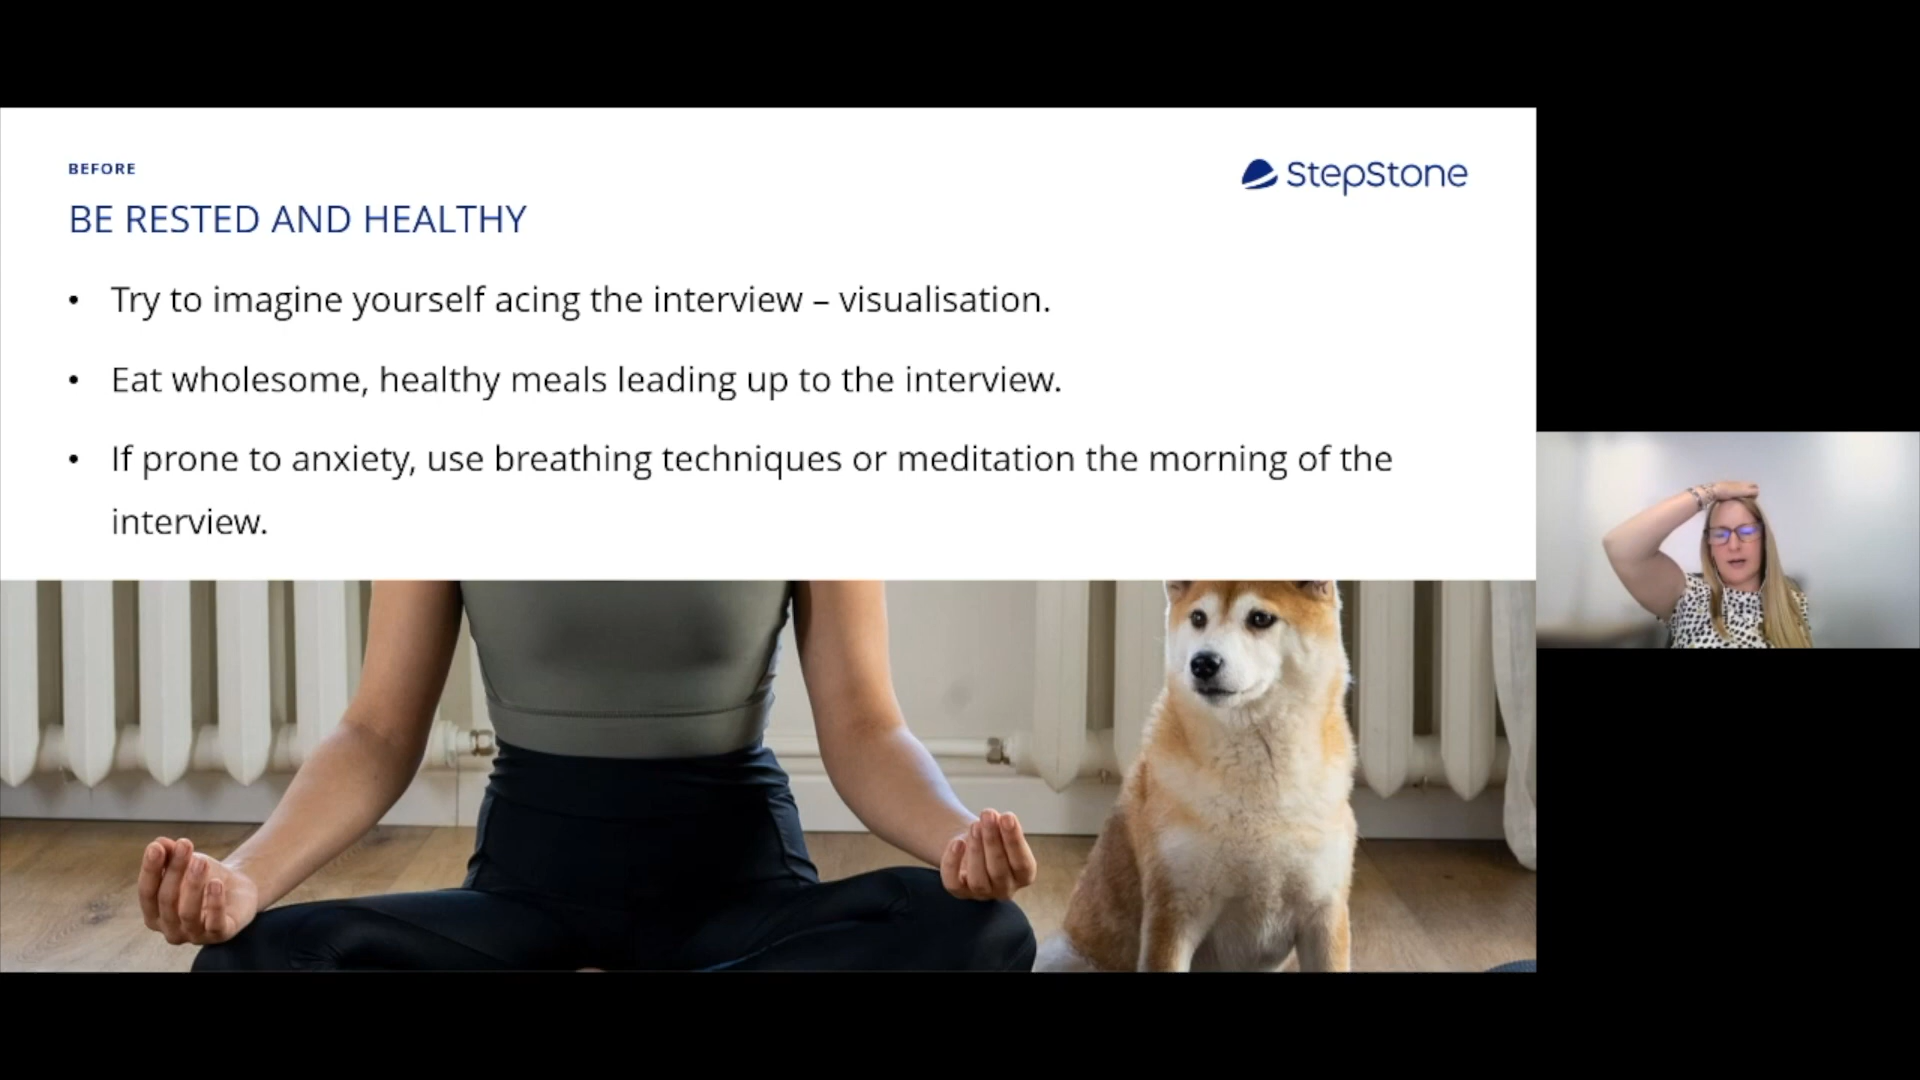 BEFORE
StepStone
BE RESTED AND HEALTHY
• Try to imagine yourself acing the interview – visualisation.
• Eat wholesome, healthy meals leading up to the interview.
• If prone to anxiety, use breathing techniques or meditation the morning of the
interview.